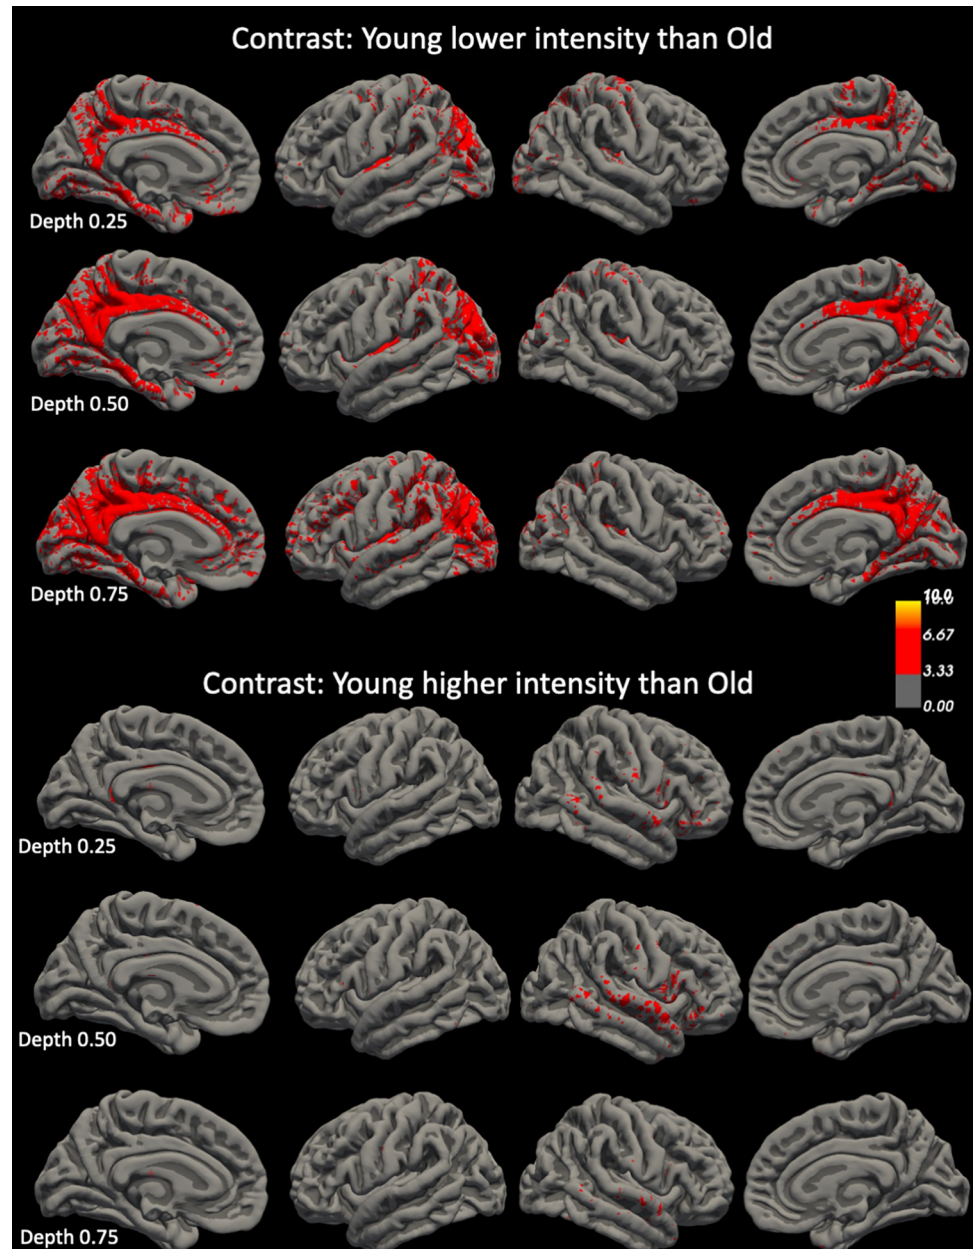 Contrast: Young lower intensity than Old
Depth 0.25
Depth 0.50
Depth 0.75
6.67
3.33
0.00
Contrast: Young higher intensity than Old
Depth 0.25
Depth 0.50
Depth 0.75